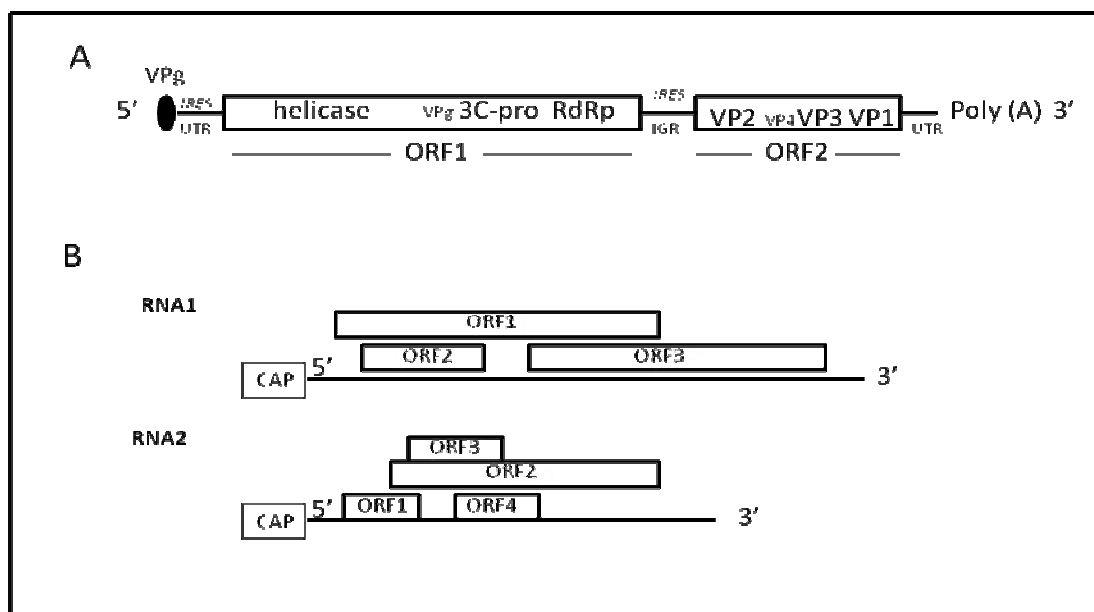 A
VPg
5’ IRES helicase VPg 3C-pro RdRp IRES VP2 VP4 VP3 VP1 Poly (A) 3’
UTR IGR UTR
ORF1 ORF2
B
RNA1
ORF1
ORF2 ORF3
CAP 5’ 3’
RNA2
ORF3
ORF2
ORF1 ORF4
CAP 5’ 3’